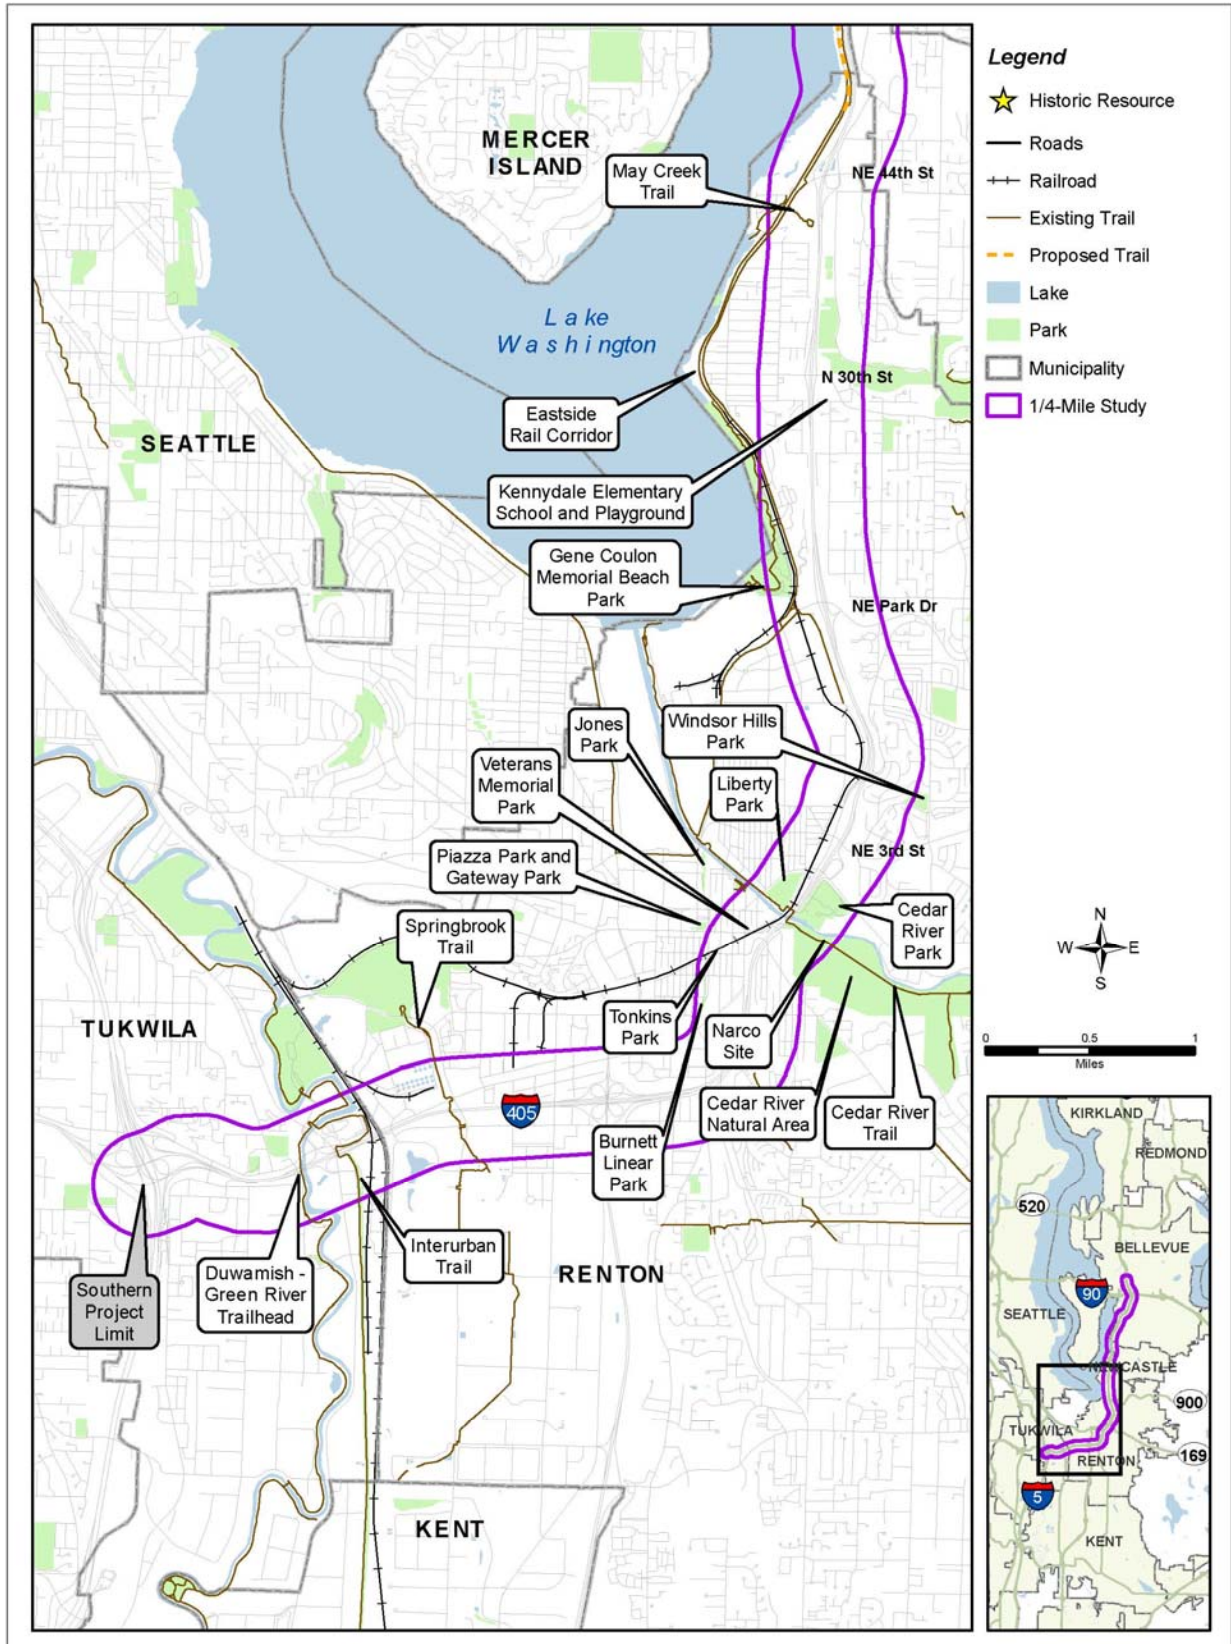 MERCER
ISLAND
May Creek
Trail
NE 44th St
Lake
Washington
N 30th St
Eastside
Rail Corridor
SEATTLE
Kennydale Elementary
School and Playground
Gene Coulon
Memorial Beach
Park
NE Park Dr
Jones
Park
Windsor Hills
Park
Veterans
Memorial
Park
Liberty
Park
Piazza Park and
Gateway Park
NE 3rd St
Springbrook
Trail
Cedar
River
Park
TUKWILA
Tonkins
Park
Narco
Site
405
Cedar River
Natural Area
Cedar River
Trail
Burnett
Linear
Park
Interurban
Trail
RENTON
Southern
Project
Limit
Duwamish -
Green River
Trailhead
KENT
Legend
Historic Resource
Roads
Railroad
Existing Trail
Proposed Trail
Lake
Park
Municipality
1/4-Mile Study
N
W E
S
0 0.5 1
Miles
KIRKLAND
REDMOND
520
BELLEVUE
90
SEATTLE
NEWCASTLE
900
TUKWILA
RENTON
169
5
KENT